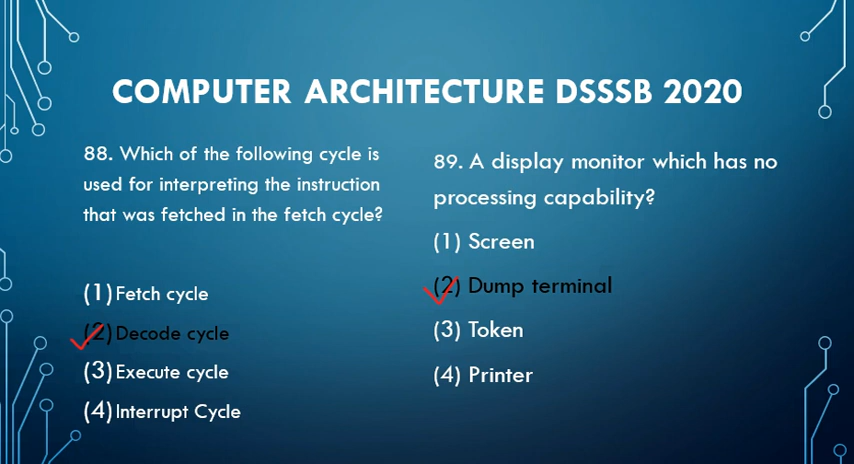 COMPUTER ARCHITECTURE DSSSB 2020
88. Which of the following cycle is
used for interpreting the instruction
that was fetched in the fetch cycle?
(1) Fetch cycle
(2) Decode cycle
(3) Execute cycle
(4) Interrupt Cycle
89. A display monitor which has no
processing capability?
(1) Screen
(2) Dump terminal
(3) Token
(4) Printer